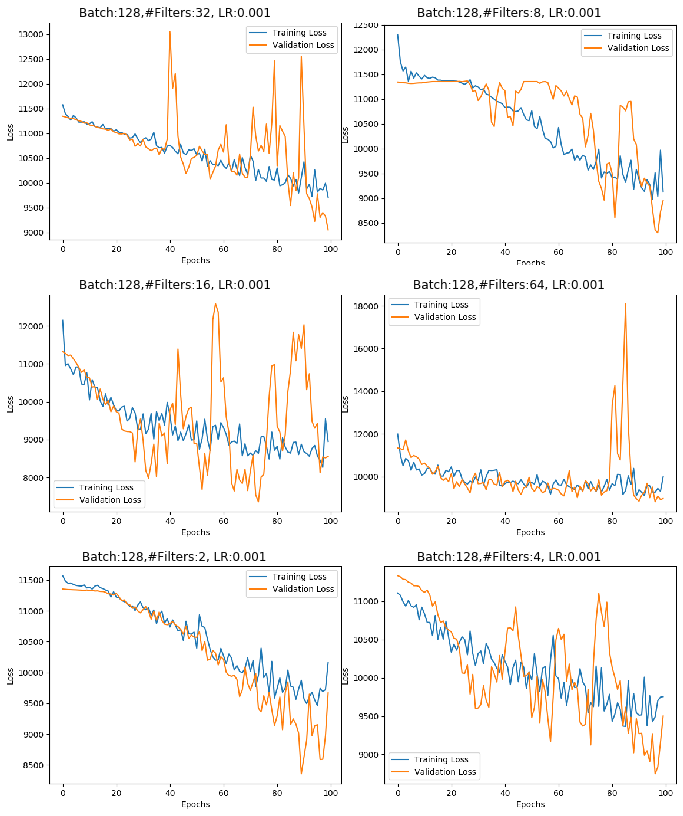 Batch:128,#Filters:32, LR:0.001
Training Loss
Validation Loss
13000
12500
12000
11500
11000
10500
10000
9500
9000
Loss
0
20
40
60
80
100
Epochs
Batch:128,#Filters:8, LR:0.001
Training Loss
Validation Loss
12500
12000
11500
11000
10500
10000
9500
9000
8500
Loss
0
20
40
60
80
100
Epochs
Batch:128,#Filters:16, LR:0.001
12000
11000
10000
9000
8000
Loss
Training Loss
Validation Loss
0
20
40
60
80
100
Epochs
Batch:128,#Filters:64, LR:0.001
Training Loss
Validation Loss
18000
16000
14000
12000
10000
Loss
0
20
40
60
80
100
Epochs
Batch:128,#Filters:2, LR:0.001
Training Loss
Validation Loss
11500
11000
10500
10000
9500
9000
8500
Loss
0
20
40
60
80
100
Epochs
Batch:128,#Filters:4, LR:0.001
11000
10500
10000
9500
9000
Loss
Training Loss
Validation Loss
0
20
40
60
80
100
Epochs